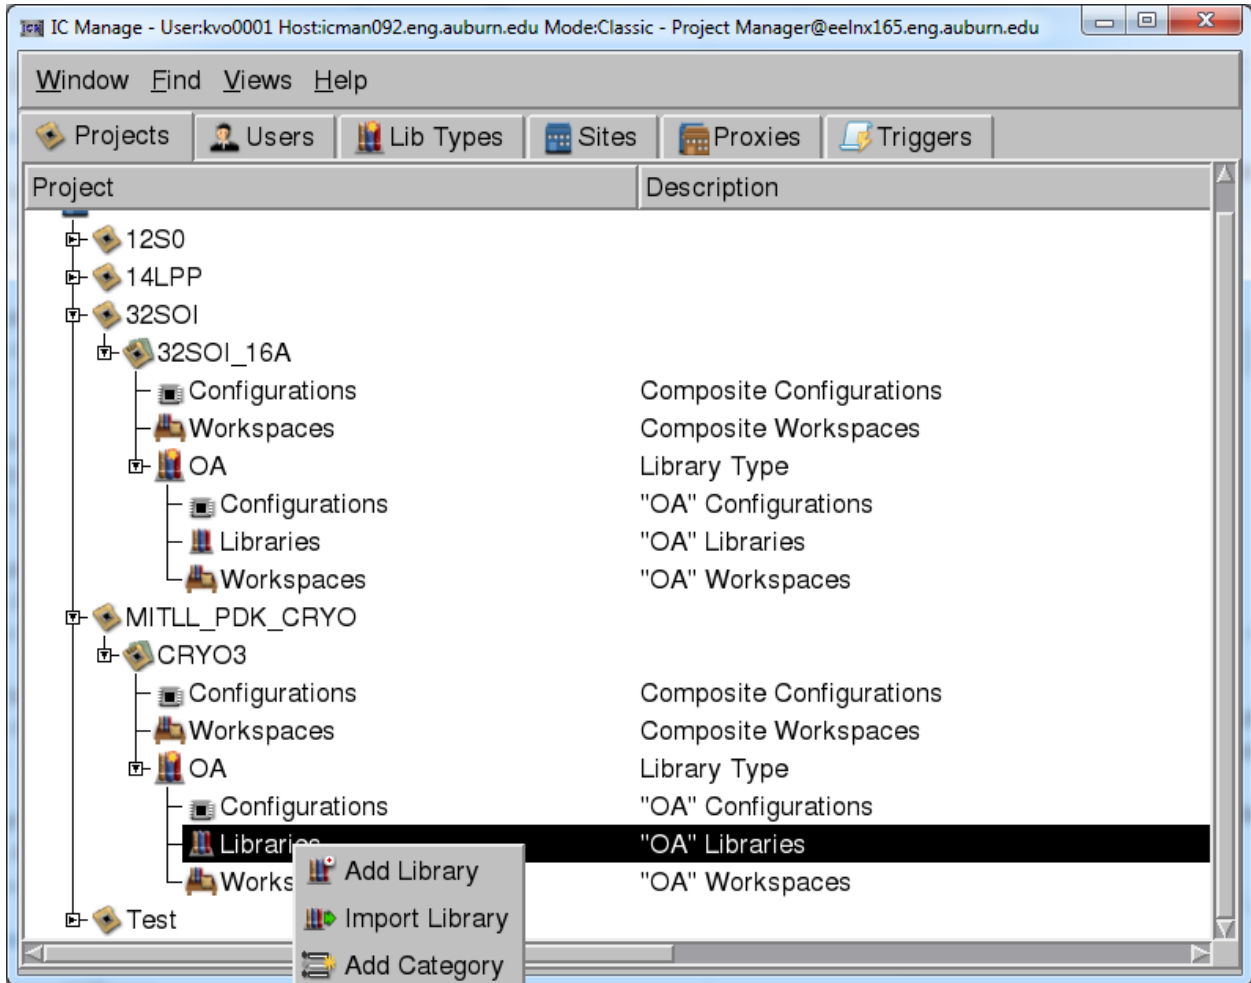 IC Manage - User:kvo0001 Host:icman092.eng.auburn.edu Mode:Classic - Project Manager@eelnx165.eng.auburn.edu
Window Find Views Help
Projects Users Lib Types Sites Proxies Triggers
Project Description
12S0
14LPP
32SOI
32SOI_16A
Configurations Composite Configurations
Workspaces Composite Workspaces
OA Library Type
Configurations "OA" Configurations
Libraries "OA" Libraries
Workspaces "OA" Workspaces
MITLL_PDK_CRYO
CRYO3
Configurations Composite Configurations
Workspaces Composite Workspaces
OA Library Type
Configurations "OA" Configurations
Libraries "OA" Libraries
Works "OA" Workspaces
Test
Add Library
Import Library
Add Category